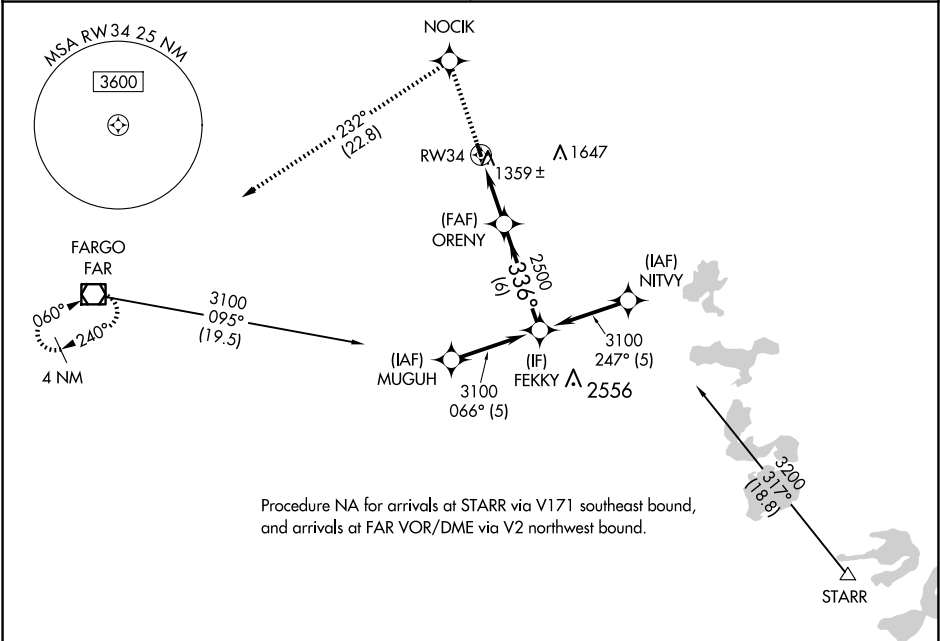 MSA RW34 25 NM
3600
NOCIK
232°
(22.8)
RW34
1359 ±
1647
(FAF)
ORENY
2500
336°
(6)
(IAF)
NITVY
3100
247° (5)
FARGO
FAR
060°
240°
4 NM
3100
095°
(19.5)
(IAF)
MUGUH
3100
066° (5)
(IF)
FEKKY
2556
3200
317°
(18.8)
STARR
Procedure NA for arrivals at STARR via V171 southeast bound,
and arrivals at FAR VOR/DME via V2 northwest bound.